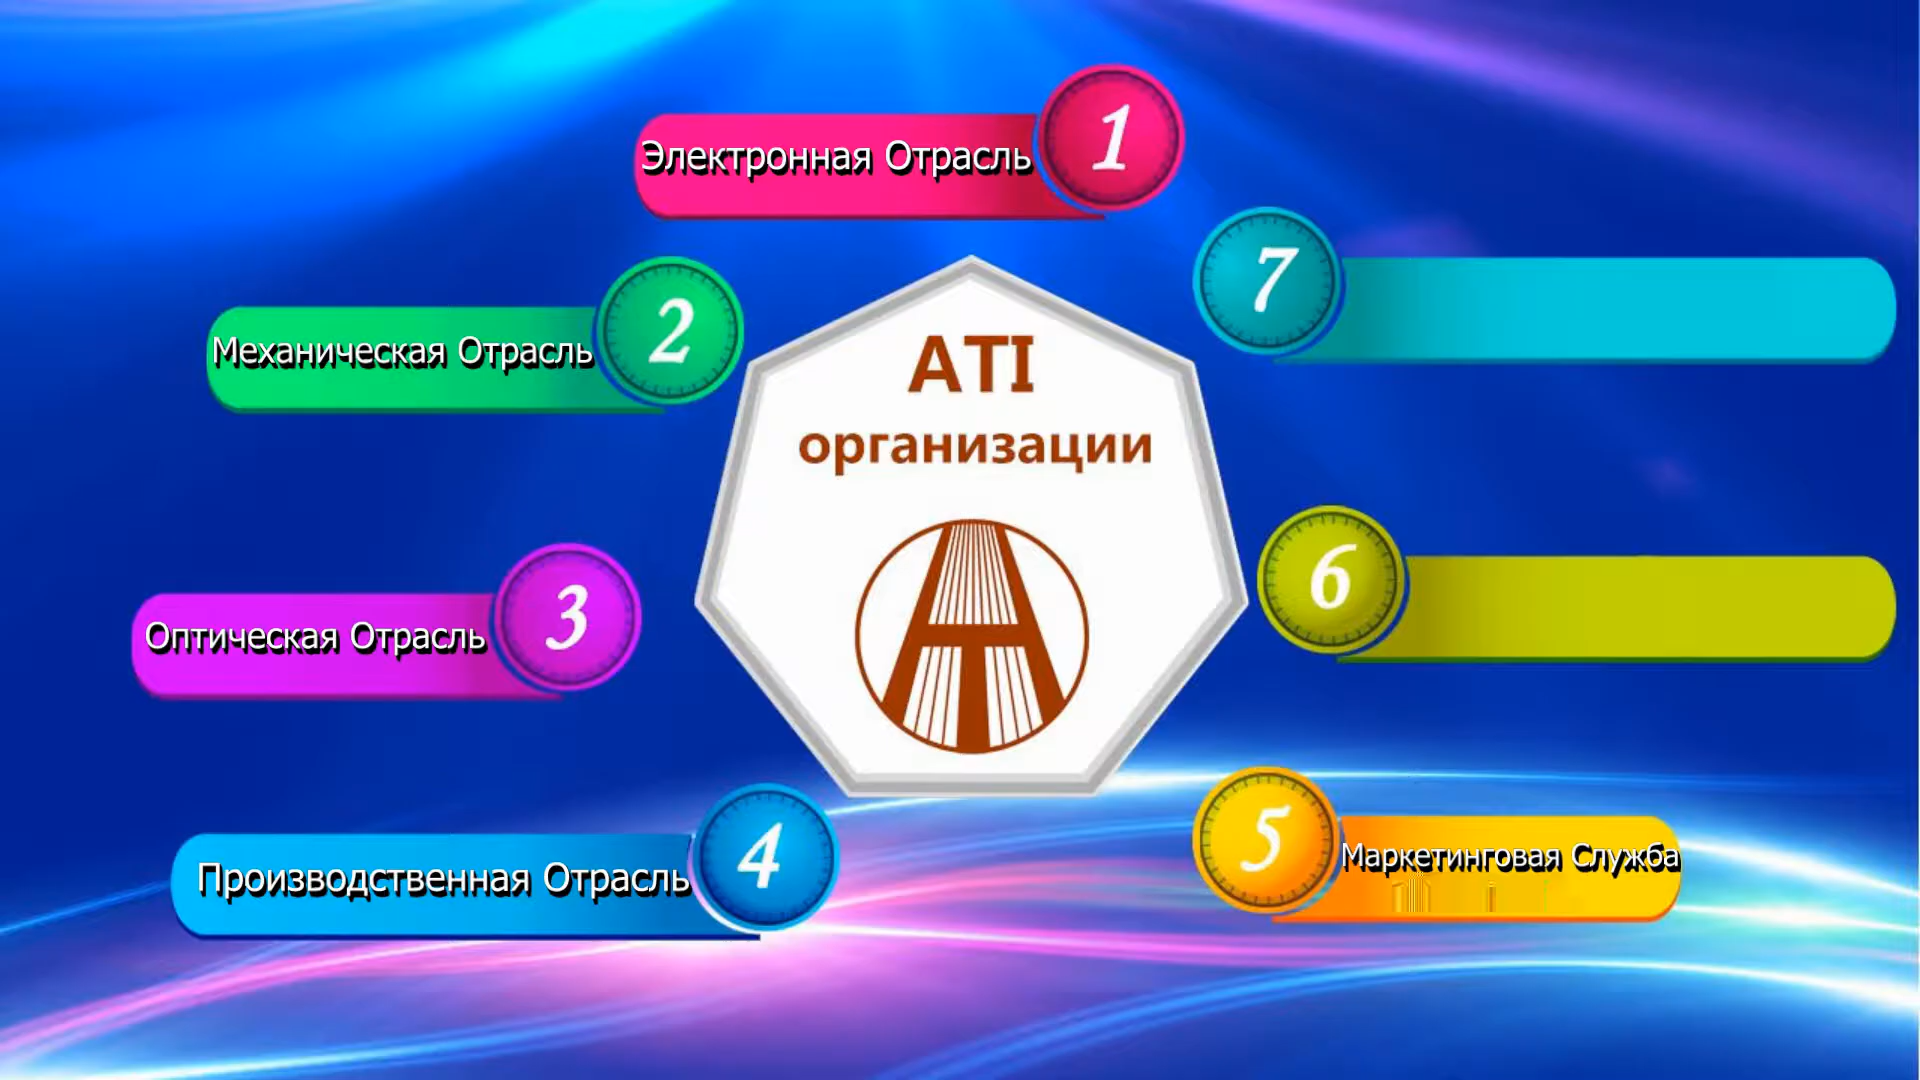 Электронная Отрасль
1
Механическая Отрасль
2
Оптическая Отрасль
3
Производственная Отрасль
4
ATI
организации
7
6
5
Маркетинговая Служба